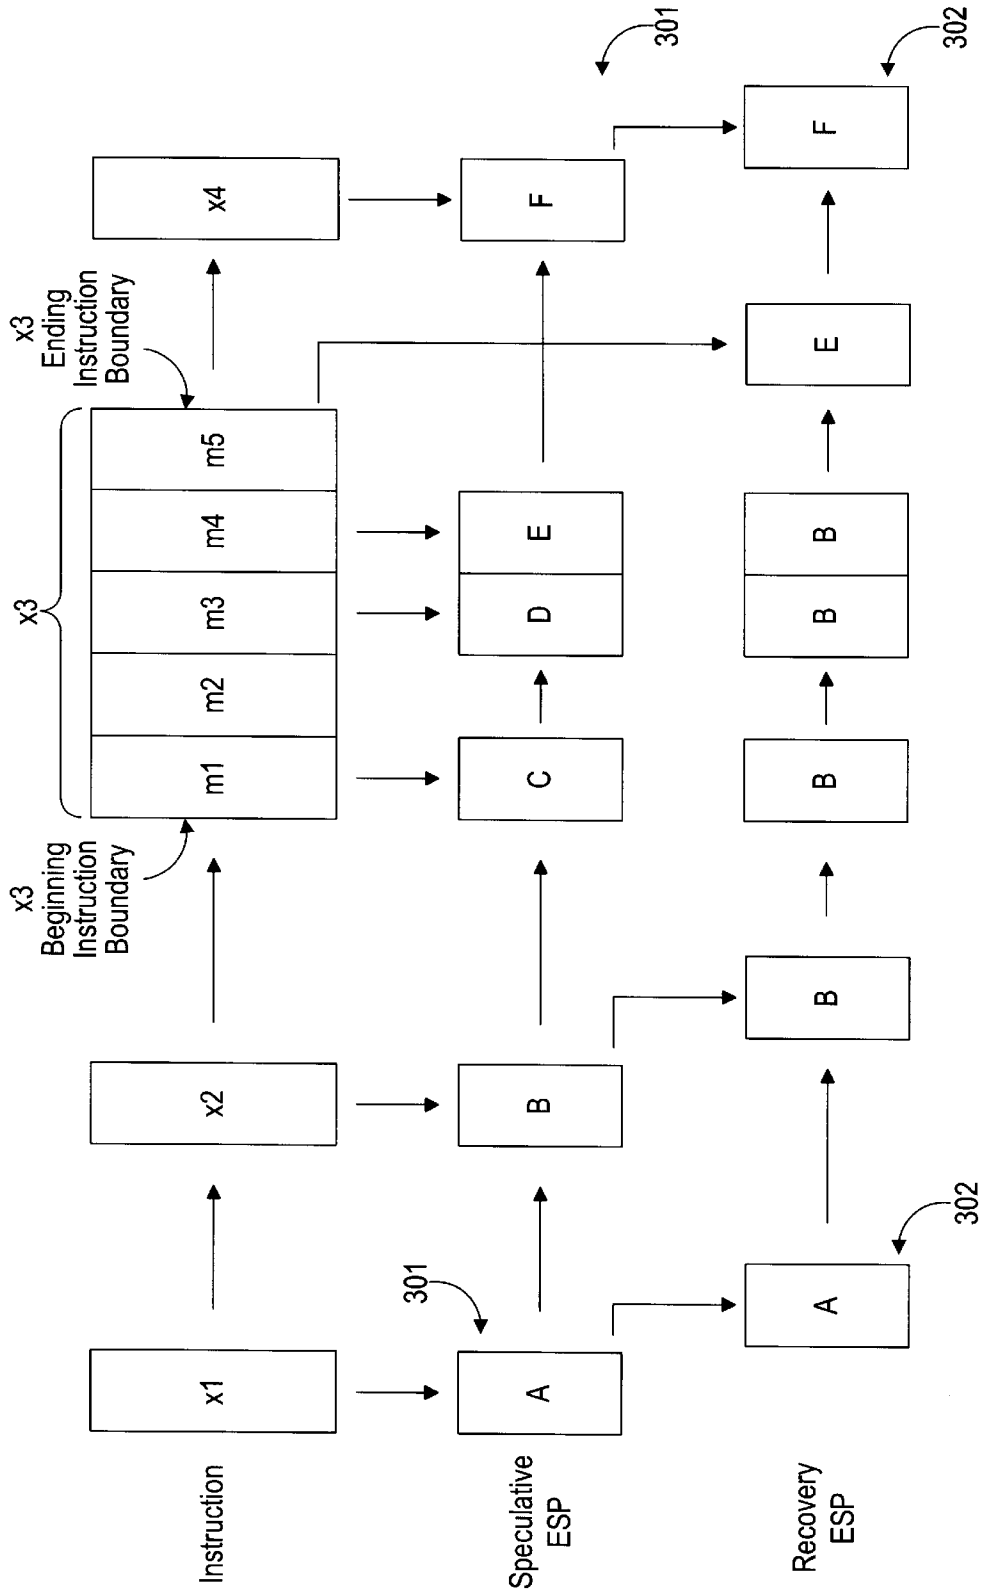 x3
x3
Beginning
Instruction
Boundary
x3
Ending
Instruction
Boundary
Instruction
x1
x2
m1
m2
m3
m4
m5
x4
301
301
Speculative
ESP
A
B
C
D
E
F
Recovery
ESP
A
B
B
B
B
E
F
302
302